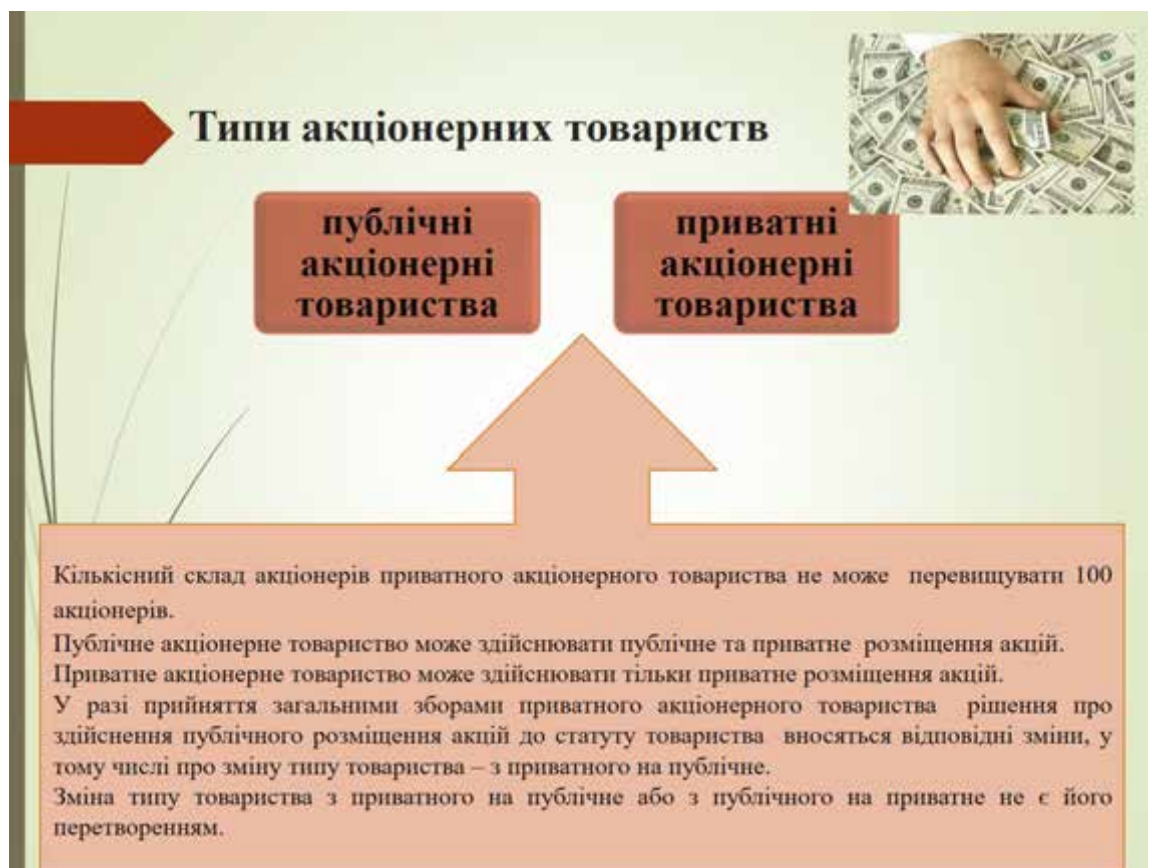 Типи акціонерних товариств
публічні
акціонерні
товариства
приватні
акціонерні
товариства
Кількісний склад акціонерів приватного акціонерного товариства не може перевищувати 100
акціонерів.
Публічне акціонерне товариство може здійснювати публічне та приватне розміщення акцій.
Приватне акціонерне товариство може здійснювати тільки приватне розміщення акцій.
У разі прийняття загальними зборами приватного акціонерного товариства рішення про
здійснення публічного розміщення акцій до статуту товариства вносяться відповідні зміни, у
тому числі про зміну типу товариства – з приватного на публічне.
Зміна типу товариства з приватного на публічне або з публічного на приватне не є його
перетворенням.